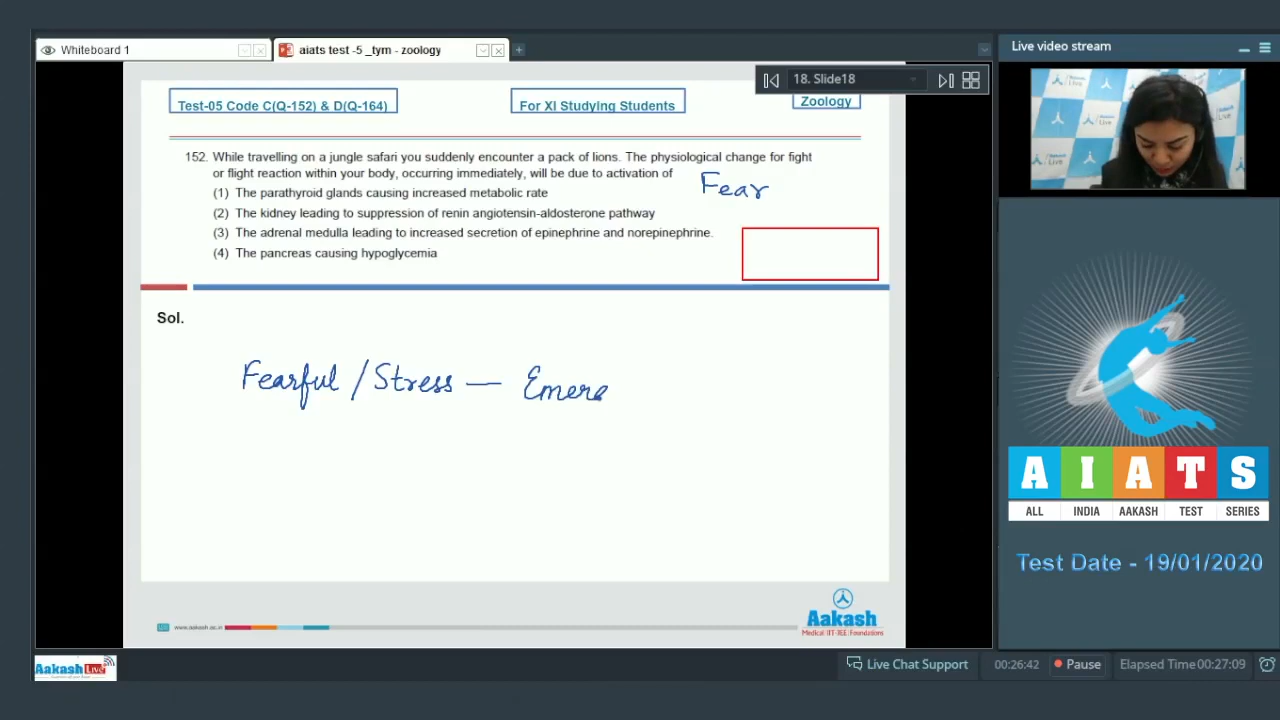 Whiteboard 1
aiats test -5 _tym - zoology
Live video stream
18. Slide18
Test-05 Code C(Q-152) & D(Q-164)
For XI Studying Students
Zoology
152. While travelling on a jungle safari you suddenly encounter a pack of lions. The physiological change for fight
or flight reaction within your body, occurring immediately, will be due to activation of
Fear
(1) The parathyroid glands causing increased metabolic rate
(2) The kidney leading to suppression of renin angiotensin-aldosterone pathway
(3) The adrenal medulla leading to increased secretion of epinephrine and norepinephrine.
(4) The pancreas causing hypoglycemia
Sol.
Fearful / Stress — Emere
A I A T S
ALL INDIA AAKASH TEST SERIES
Test Date - 19/01/2020
Aakash
Medical|IIT-JEE|Foundations
www.aakash.ac.in
Aakash Live
Live Chat Support
00:26:42
Pause
Elapsed Time 00:27:09